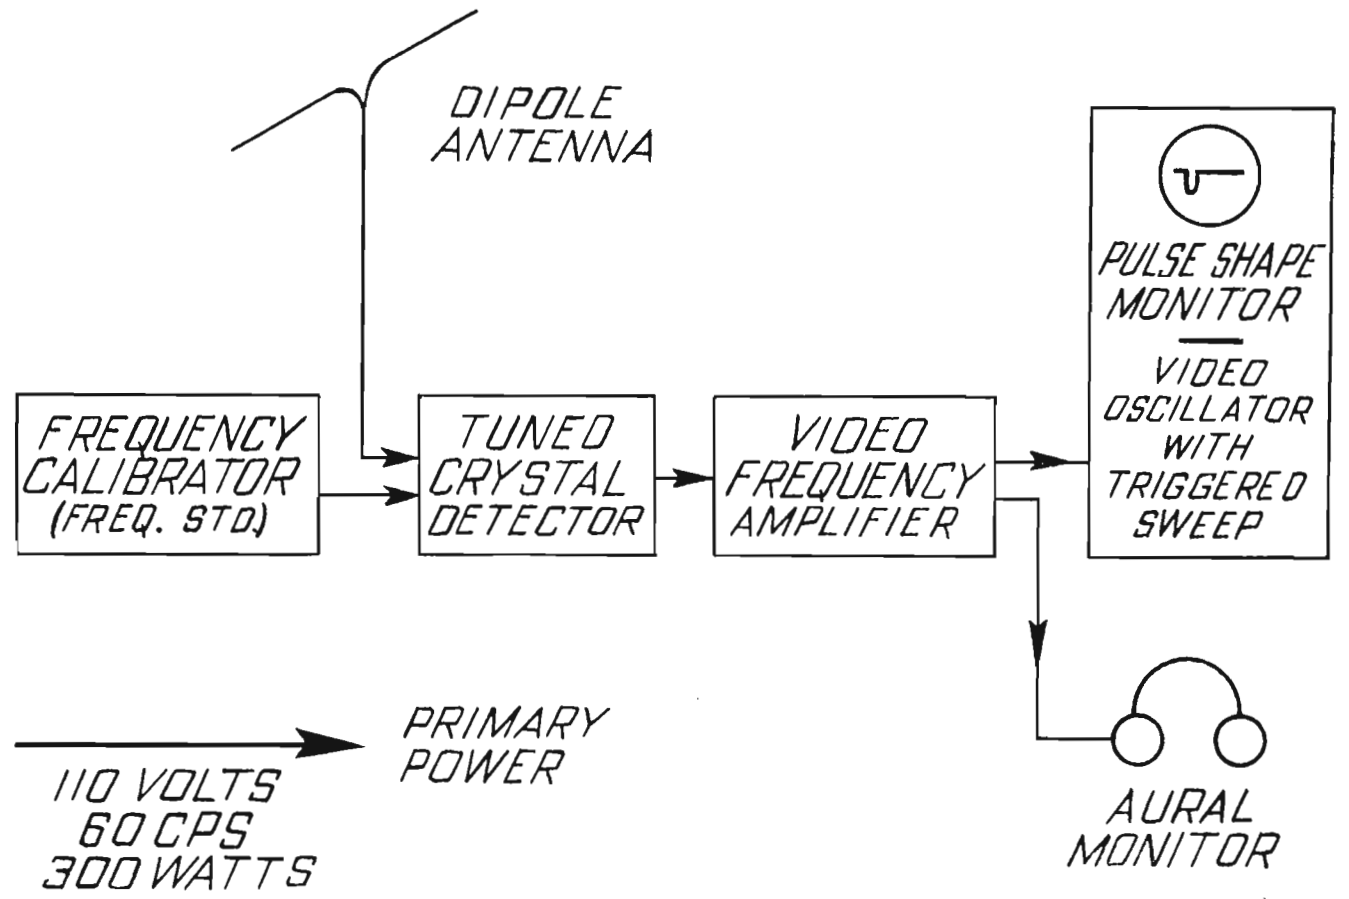 DIPOLE
ANTENNA
PULSE SHAPE
MONITOR
VIDEO
OSCILLATOR
WITH
TRIGGERED
SWEEP
FREQUENCY
CALIBRATOR
(FREQ. STD.)
TUNED
CRYSTAL
DETECTOR
VIDEO
FREQUENCY
AMPLIFIER
PRIMARY
POWER
110 VOLTS
60 CPS
300 WATTS
AURAL
MONITOR